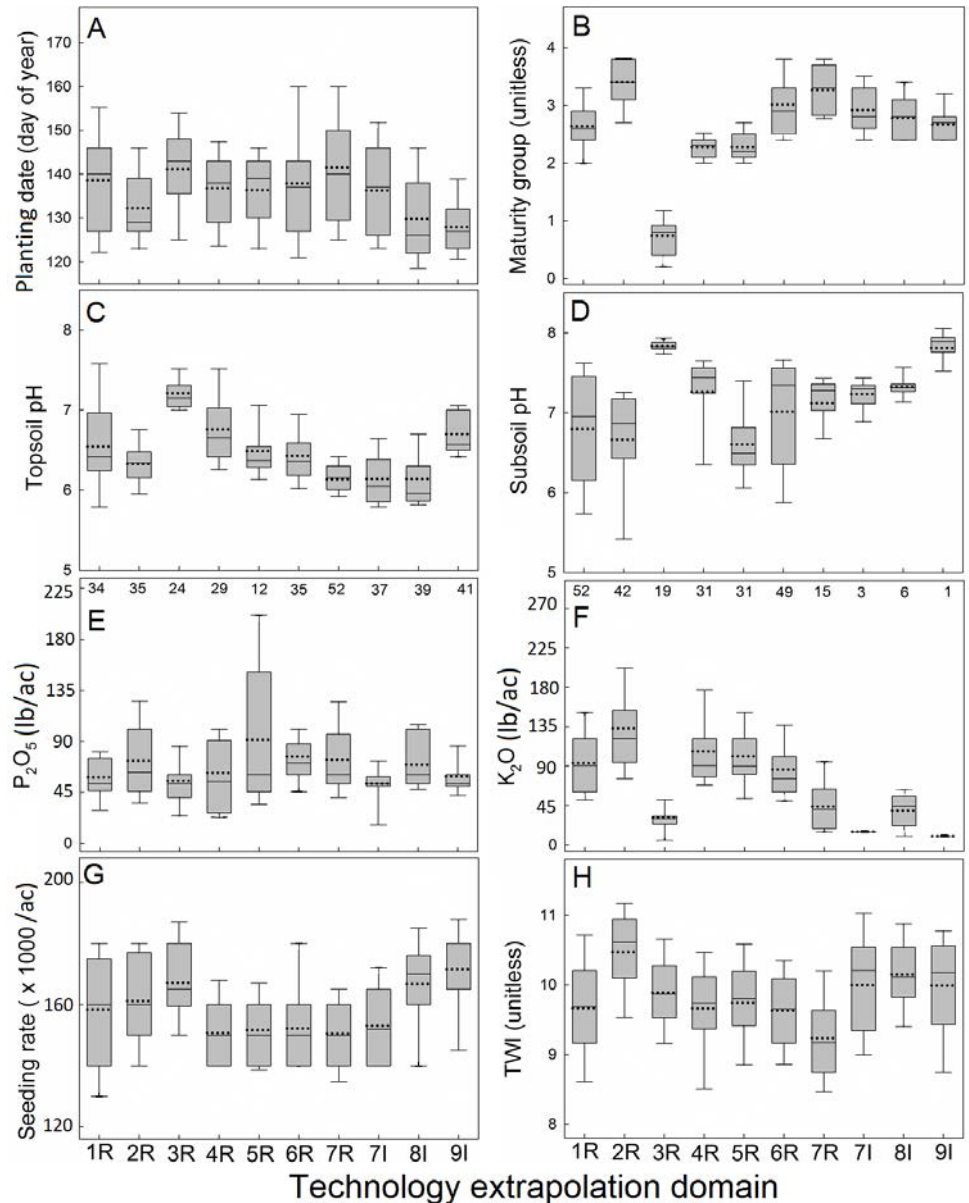 A
Planting date (day of year)
170
160
150
140
130
120
B
Maturity group (unitless)
4
3
2
1
0
C
Topsoil pH
8
7
6
5
D
Subsoil pH
8
7
6
5
34 35 24 29 12 35 52 37 39 41
E
P₂O₅ (lb/ac)
225
180
135
90
45
0
52 42 19 31 31 49 15 3 6 1
F
K₂O (lb/ac)
270
225
180
135
90
45
0
G
Seeding rate ( x 1000 /ac)
200
160
120
1R 2R 3R 4R 5R 6R 7R 7I 8I 9I
H
TWI (unitless)
11
10
9
8
1R 2R 3R 4R 5R 6R 7R 7I 8I 9I
Technology extrapolation domain